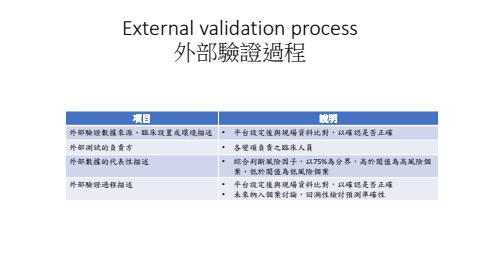 External validation process
外部驗證過程
項目 說明
外部驗證數據來源、臨床設置或環境描述 • 平台設定後與現場資料比對，以確認是否正確
外部測試的負責方 • 各變項負責之臨床人員
外部數據的代表性描述 • 綜合判斷風險因子，以75%為分界，高於閾值為高風險個
案、低於閾值為低風險個案
外部驗證過程描述 • 平台設定後與現場資料比對，以確認是否正確
• 未來納入個案討論，回溯性檢討預測準確性